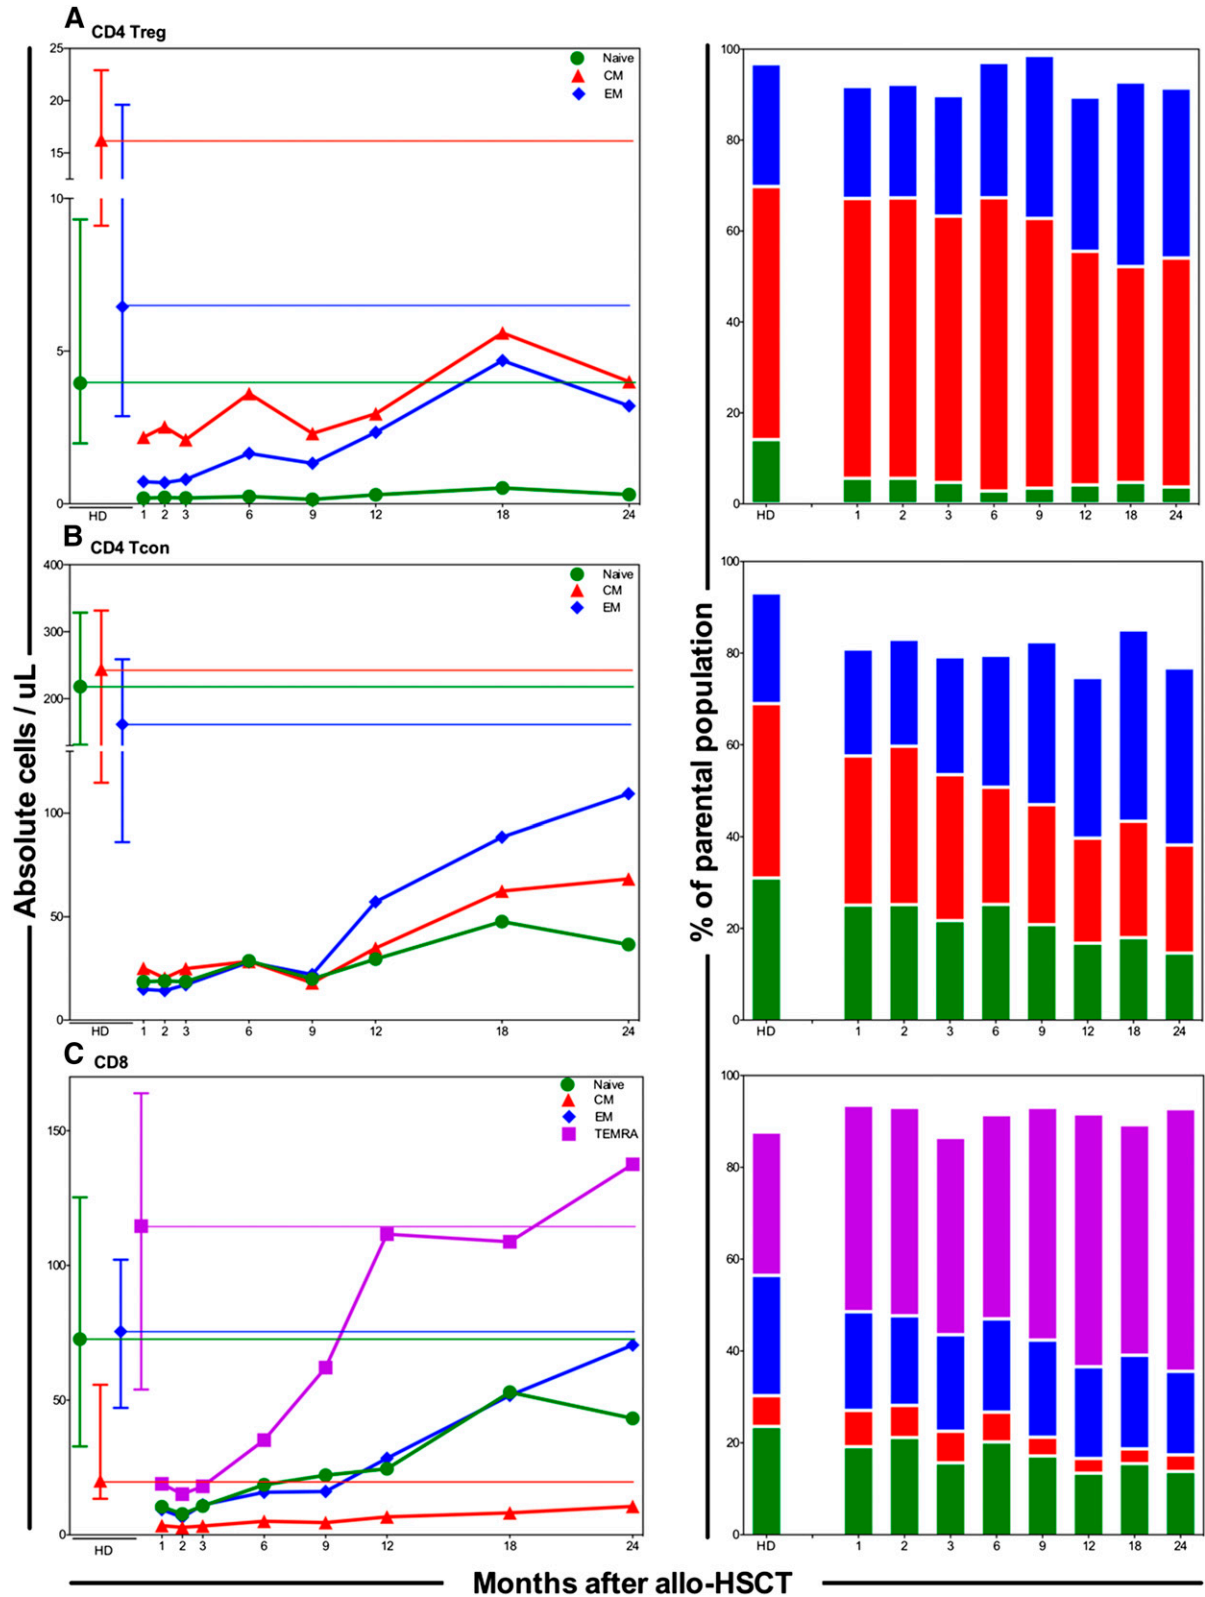 A
CD4 Treg
25
20
15
10
5
0
Naive
CM
EM
HD
1 2 3 6 9 12 18 24
100
80
60
40
20
0
HD 1 2 3 6 9 12 18 24
B
CD4 Tcon
400
300
200
100
50
0
Naive
CM
EM
HD 1 2 3 6 9 12 18 24
100
80
60
40
20
0
HD 1 2 3 6 9 12 18 24
C
CD8
150
100
50
0
Naive
CM
EM
TEMRA
HD
1 2 3 6 9 12 18 24
100
80
60
40
20
0
HD 1 2 3 6 9 12 18 24
Absolute cells / uL
% of parental population
Months after allo-HSCT